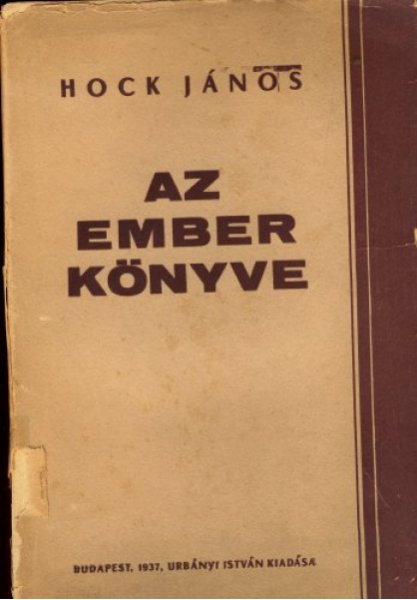 HOCK JÁNOS
AZ
EMBER
KÖNYVE
BUDAPEST, 1937, URBÁNYI ISTVÁN KIADÁSA